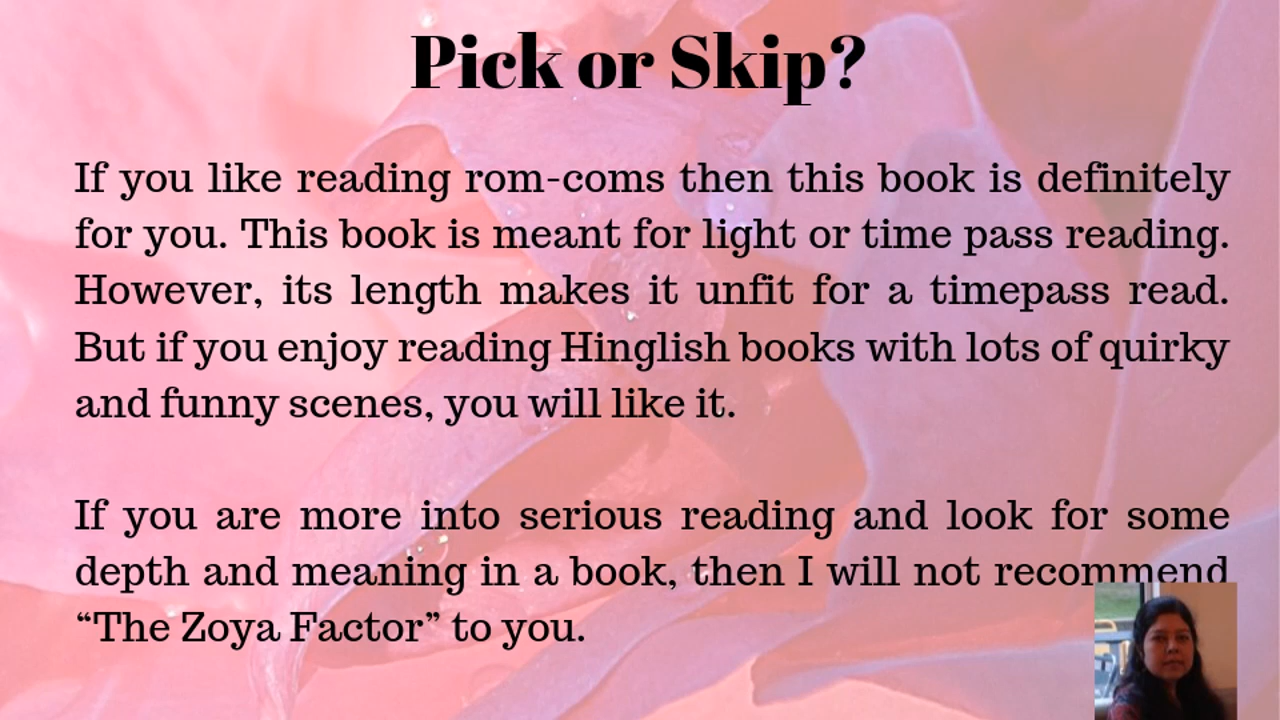 Pick or Skip?
If you like reading rom-coms then this book is definitely
for you. This book is meant for light or time pass reading.
However, its length makes it unfit for a timepass read.
But if you enjoy reading Hinglish books with lots of quirky
and funny scenes, you will like it.
If you are more into serious reading and look for some
depth and meaning in a book, then I will not recommend
“The Zoya Factor” to you.